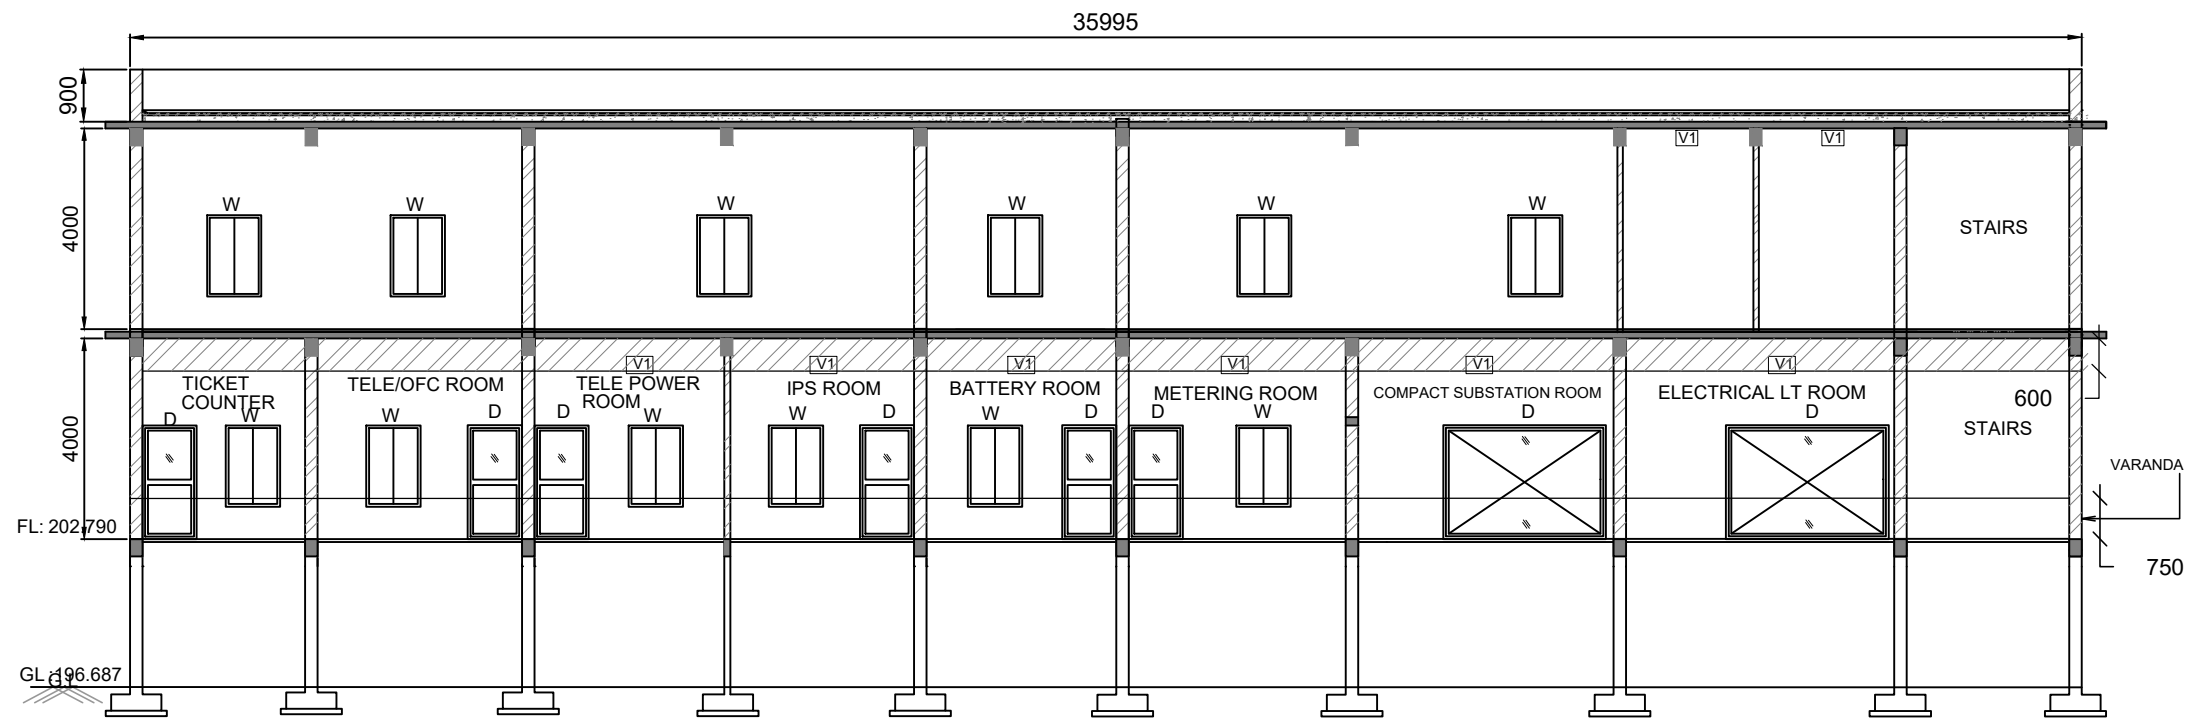 35995
900
V1 V1
4000
W W W W W W
STAIRS
V1 V1 V1 V1 V1 V1
TICKET
COUNTER
TELE/OFC ROOM
TELE POWER
ROOM
IPS ROOM
BATTERY ROOM
METERING ROOM
COMPACT SUBSTATION ROOM
ELECTRICAL LT ROOM
600
D W W D D W W D W D D W D D
4000
STAIRS
VARANDA
FL: 202.790
750
GL :196.687
G.L